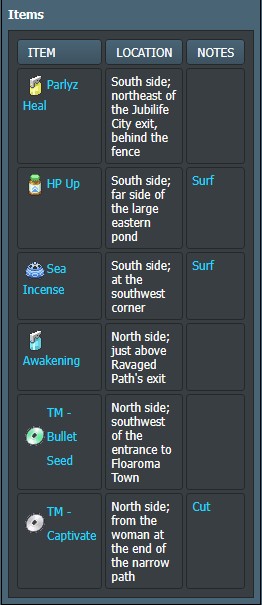 Items
ITEM LOCATION NOTES
Parlyz
Heal
South side;
northeast of
the Jubilife
City exit,
behind the
fence
HP Up
South side;
far side of
the large
eastern
pond
Surf
Sea
Incense
South side;
at the
southwest
corner
Surf
Awakening
North side;
just above
Ravaged
Path's exit
TM -
Bullet
Seed
North side;
southwest
of the
entrance to
Floaroma
Town
TM -
Captivate
North side;
from the
woman at
the end of
the narrow
path
Cut